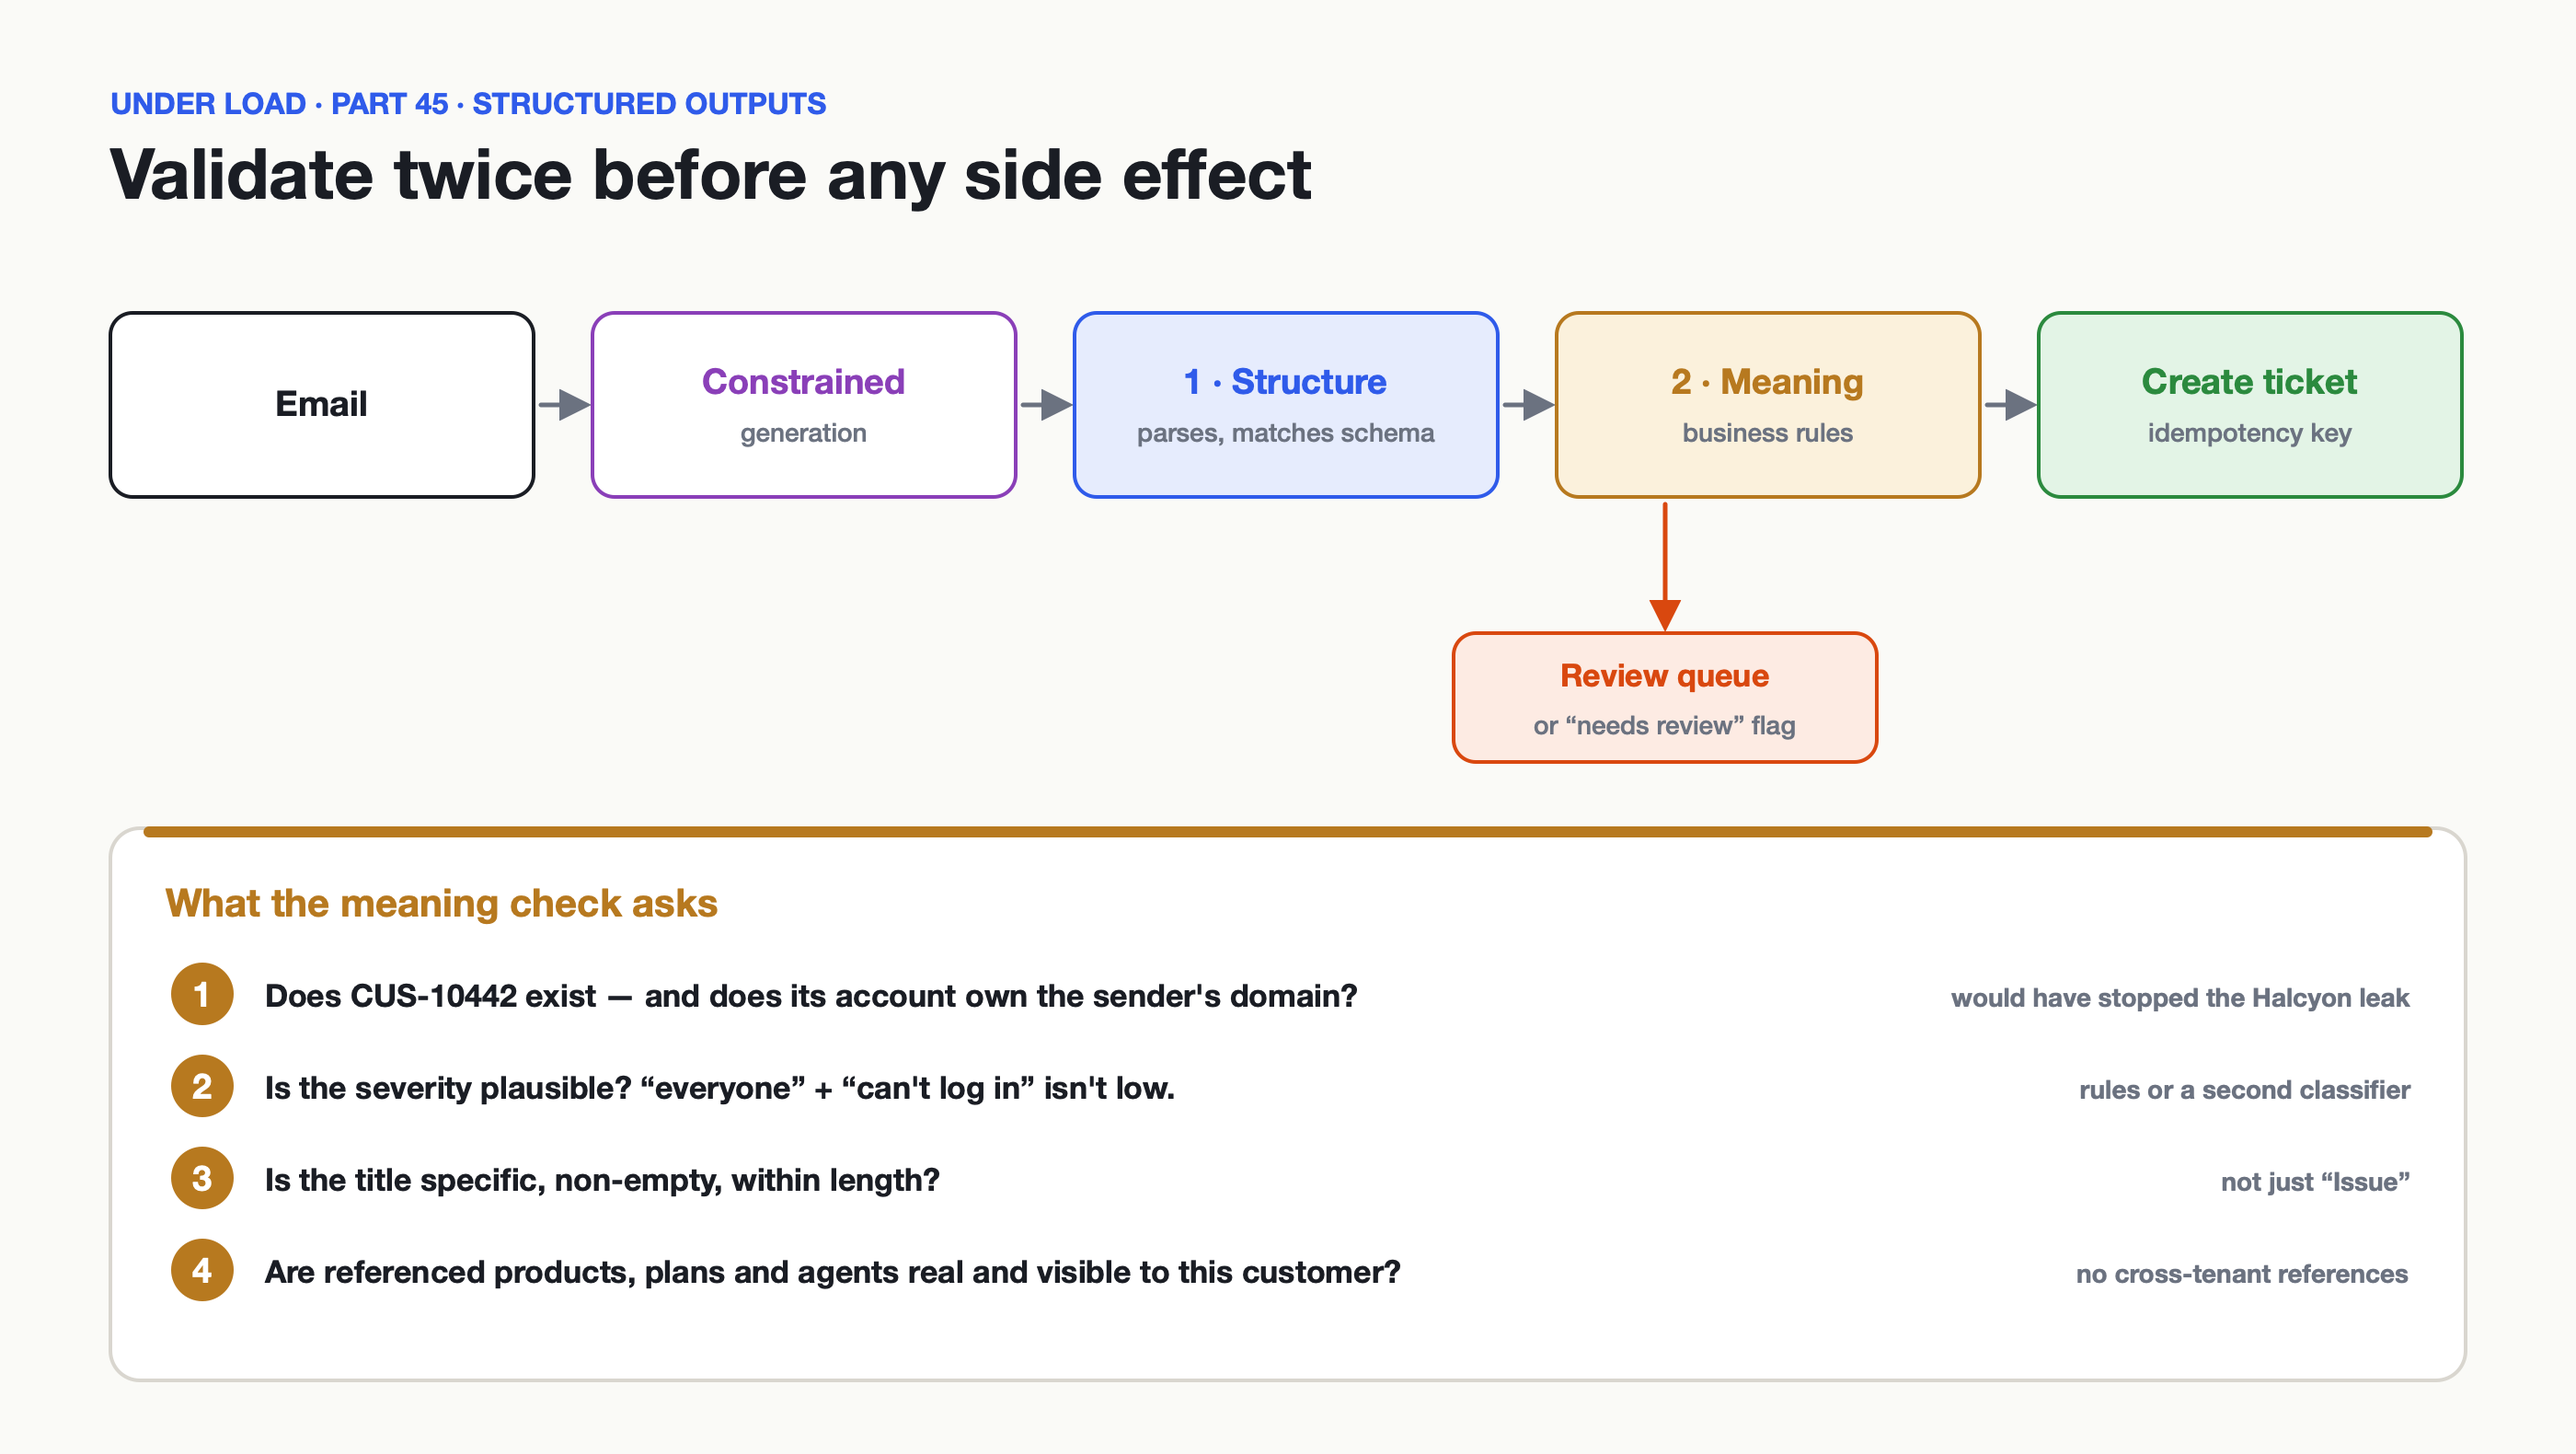 UNDER LOAD · PART 45 · STRUCTURED OUTPUTS
Validate twice before any side effect
Email
Constrained
generation
1 · Structure
parses, matches schema
2 · Meaning
business rules
Create ticket
idempotency key
Review queue
or “needs review” flag
What the meaning check asks
1 Does CUS-10442 exist — and does its account own the sender's domain? would have stopped the Halcyon leak
2 Is the severity plausible? “everyone” + “can't log in” isn't low. rules or a second classifier
3 Is the title specific, non-empty, within length? not just “Issue”
4 Are referenced products, plans and agents real and visible to this customer? no cross-tenant references